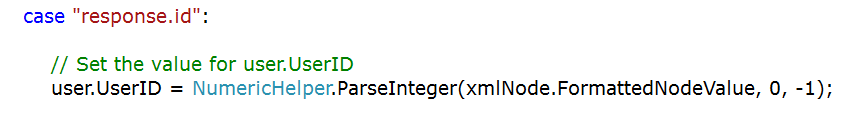 case "response.id":
// Set the value for user.UserID
user.UserID = NumericHelper.ParseInteger(xmlNode.FormattedNodeValue, 0, -1);